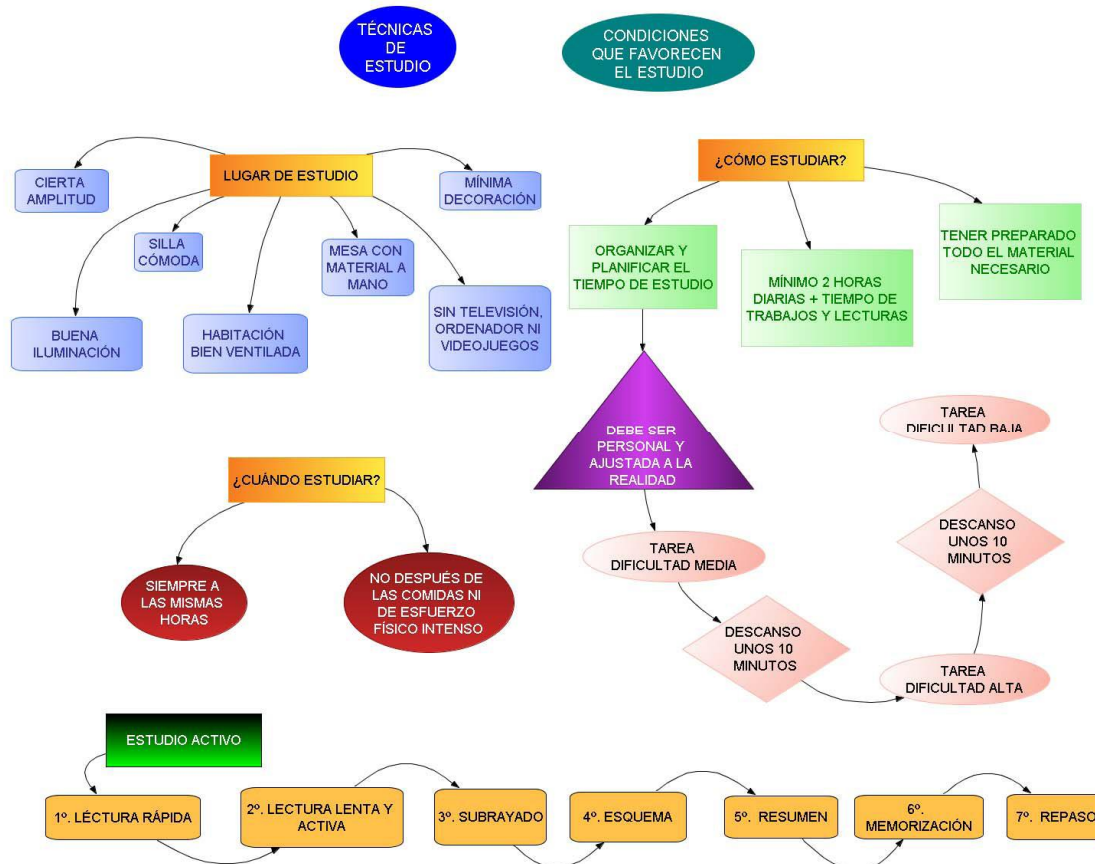 TÉCNICAS
DE
ESTUDIO
CONDICIONES
QUE FAVORECEN
EL ESTUDIO
LUGAR DE ESTUDIO
CIERTA
AMPLITUD
MÍNIMA
DECORACIÓN
SILLA
CÓMODA
MESA CON
MATERIAL A
MANO
BUENA
ILUMINACIÓN
HABITACIÓN
BIEN VENTILADA
SIN TELEVISIÓN,
ORDENADOR NI
VIDEOJUEGOS
¿CÓMO ESTUDIAR?
ORGANIZAR Y
PLANIFICAR EL
TIEMPO DE ESTUDIO
MÍNIMO 2 HORAS
DIARIAS + TIEMPO DE
TRABAJOS Y LECTURAS
TENER PREPARADO
TODO EL MATERIAL
NECESARIO
DEBE SER
PERSONAL Y
AJUSTADA A LA
REALIDAD
TAREA
DIFICULTAD MEDIA
DESCANSO
UNOS 10
MINUTOS
TAREA
DIFICULTAD ALTA
DESCANSO
UNOS 10
MINUTOS
TAREA
DIFICULTAD BAJA
¿CUÁNDO ESTUDIAR?
SIEMPRE A
LAS MISMAS
HORAS
NO DESPUÉS DE
LAS COMIDAS NI
DE ESFUERZO
FÍSICO INTENSO
ESTUDIO ACTIVO
1º. LÉCTURA RÁPIDA
2º. LECTURA LENTA Y
ACTIVA
3º. SUBRAYADO
4º. ESQUEMA
5º. RESUMEN
6º.
MEMORIZACIÓN
7º. REPASO